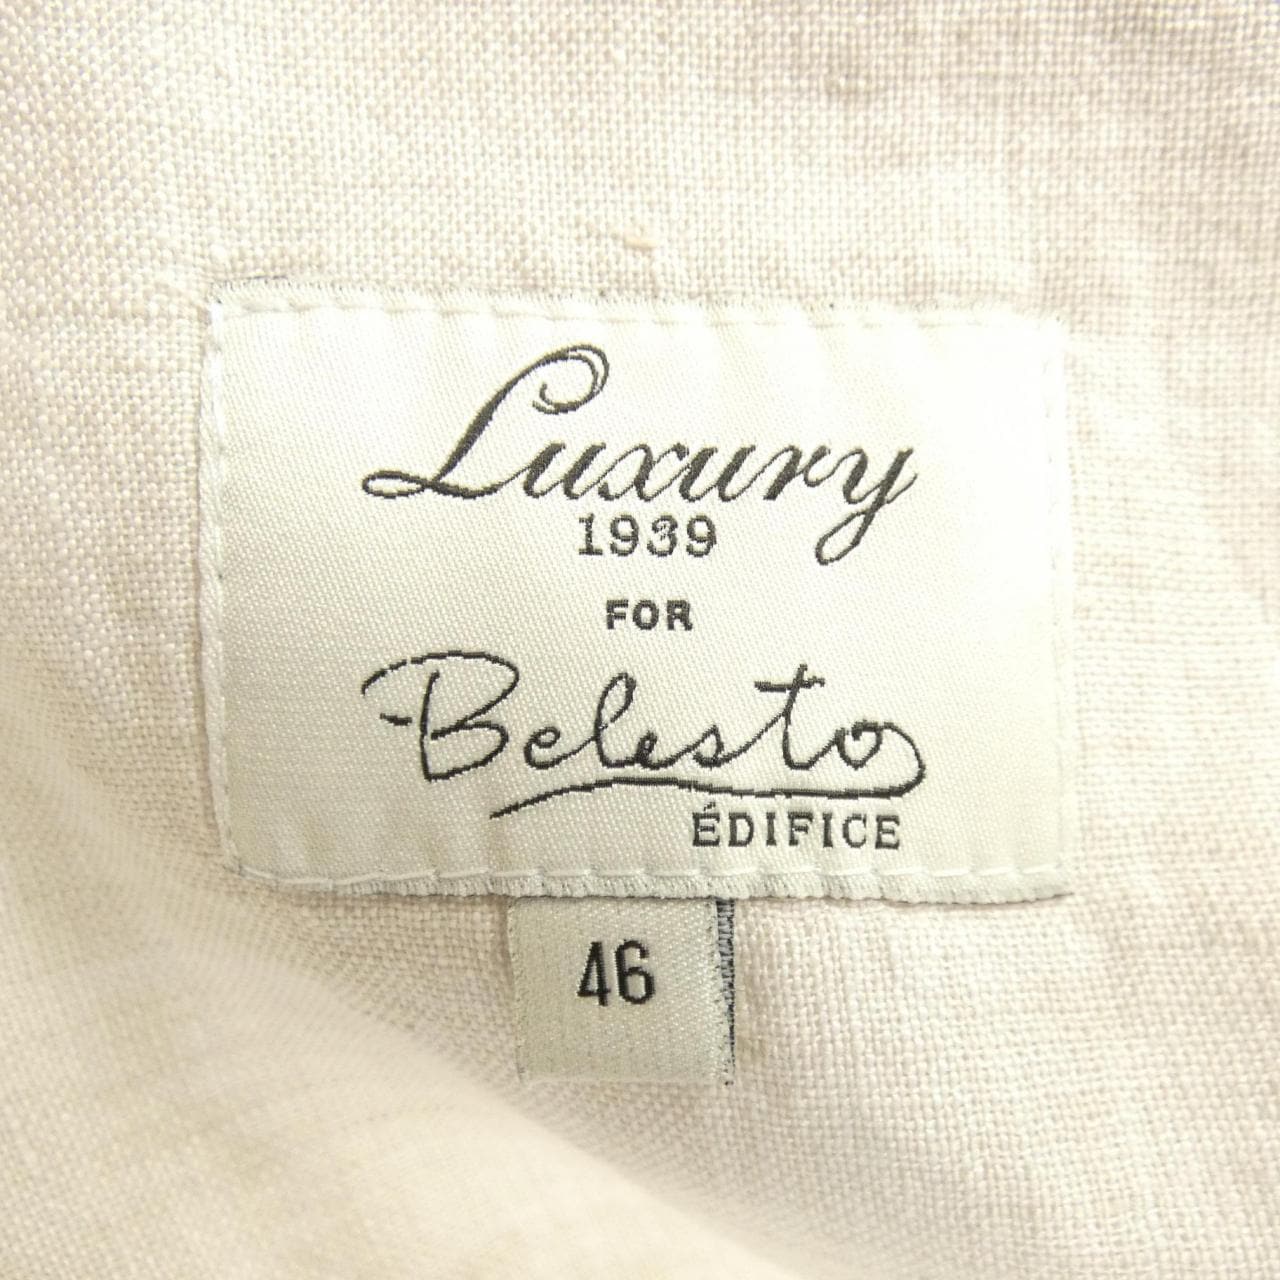 Luxury
1939
FOR
Belesto
ÉDIFICE
46